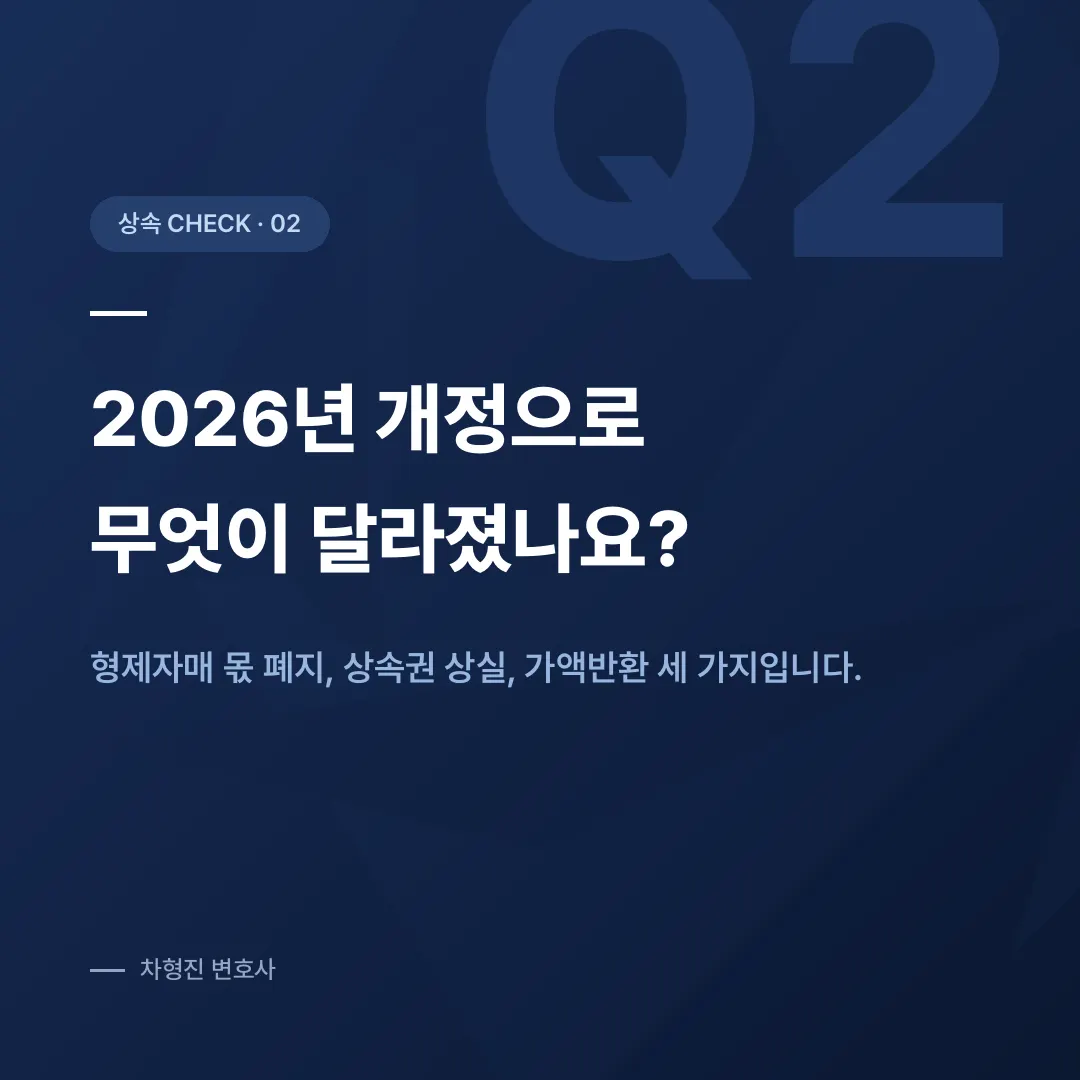 Q2
상속 CHECK · 02
2026년 개정으로
무엇이 달라졌나요?
형제자매 몫 폐지, 상속권 상실, 가액반환 세 가지입니다.
차형진 변호사